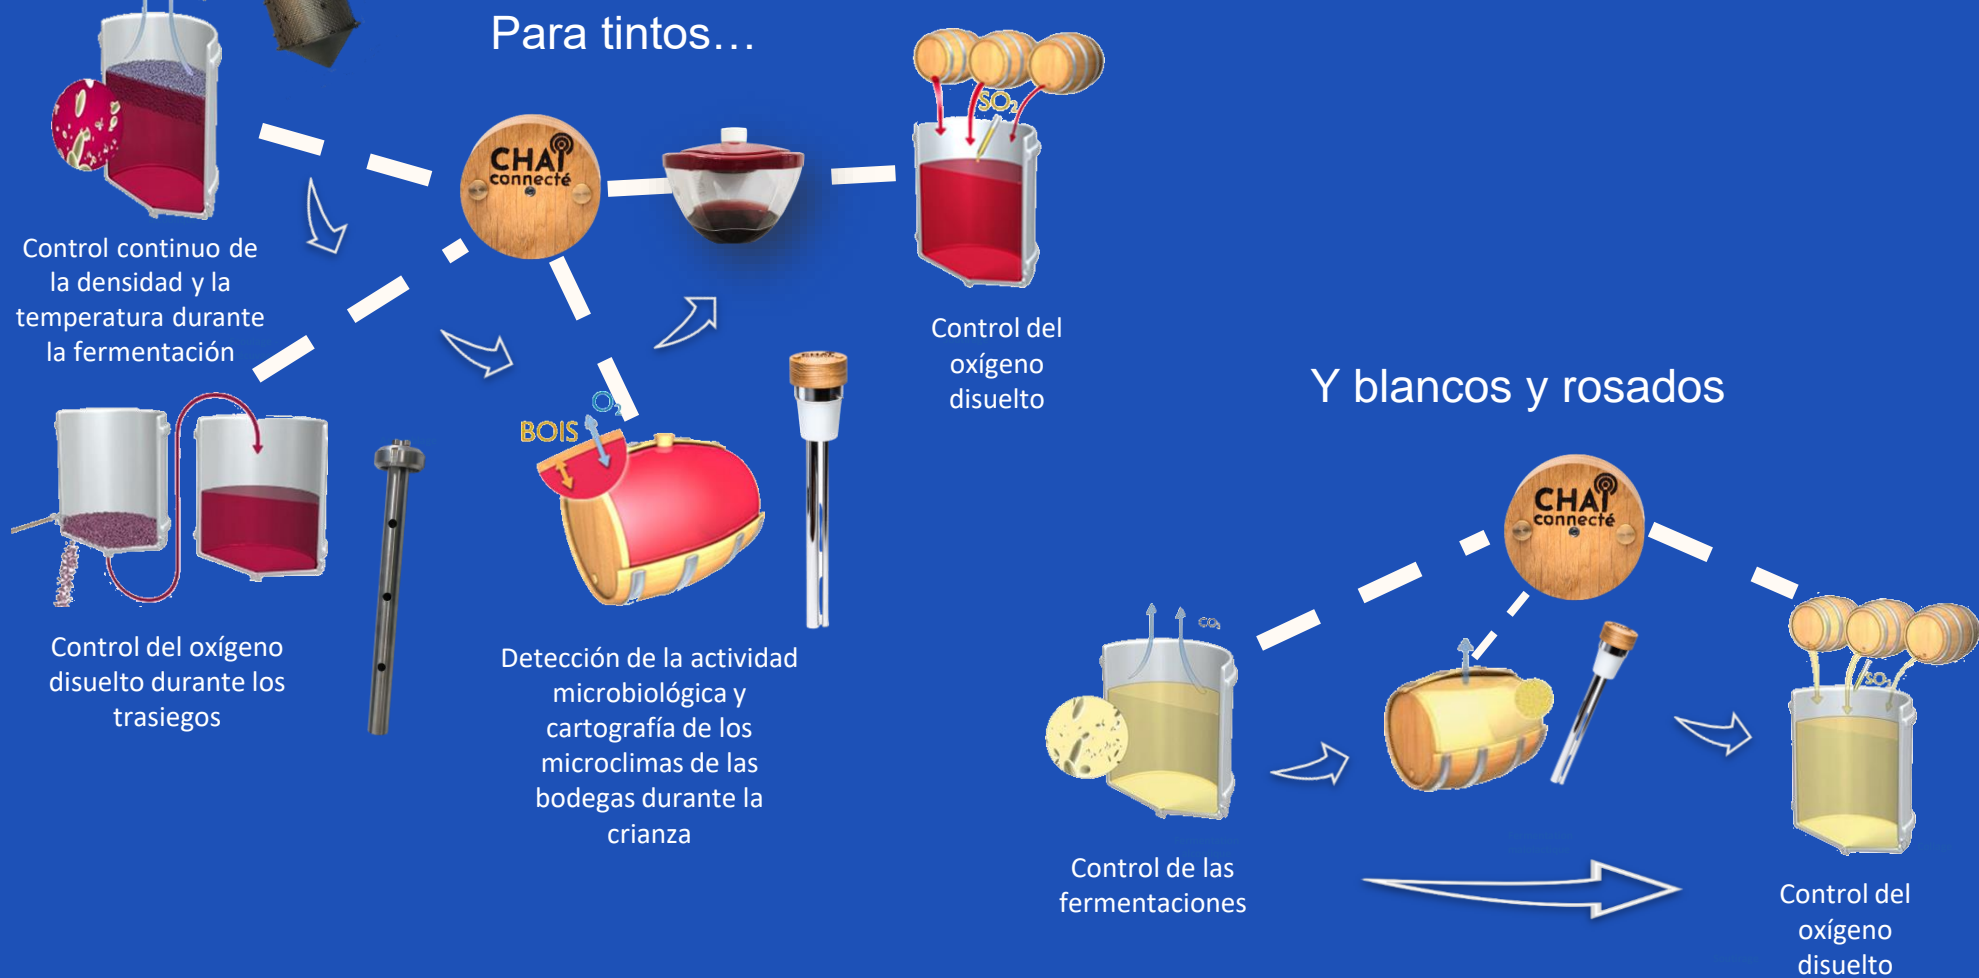 Para tintos…
SO₂
CHAI
connecté
Control continuo de
la densidad y la
temperatura durante
la fermentación
Control del
oxígeno
disuelto
O₂
BOIS
CHAI
Control del oxígeno
disuelto durante los
trasiegos
Detección de la actividad
microbiológica y
cartografía de los
microclimas de las
bodegas durante la
crianza
Y blancos y rosados
CHAI
connecté
CO₂
SO₂
Control de las
fermentaciones
Control del
oxígeno
disuelto